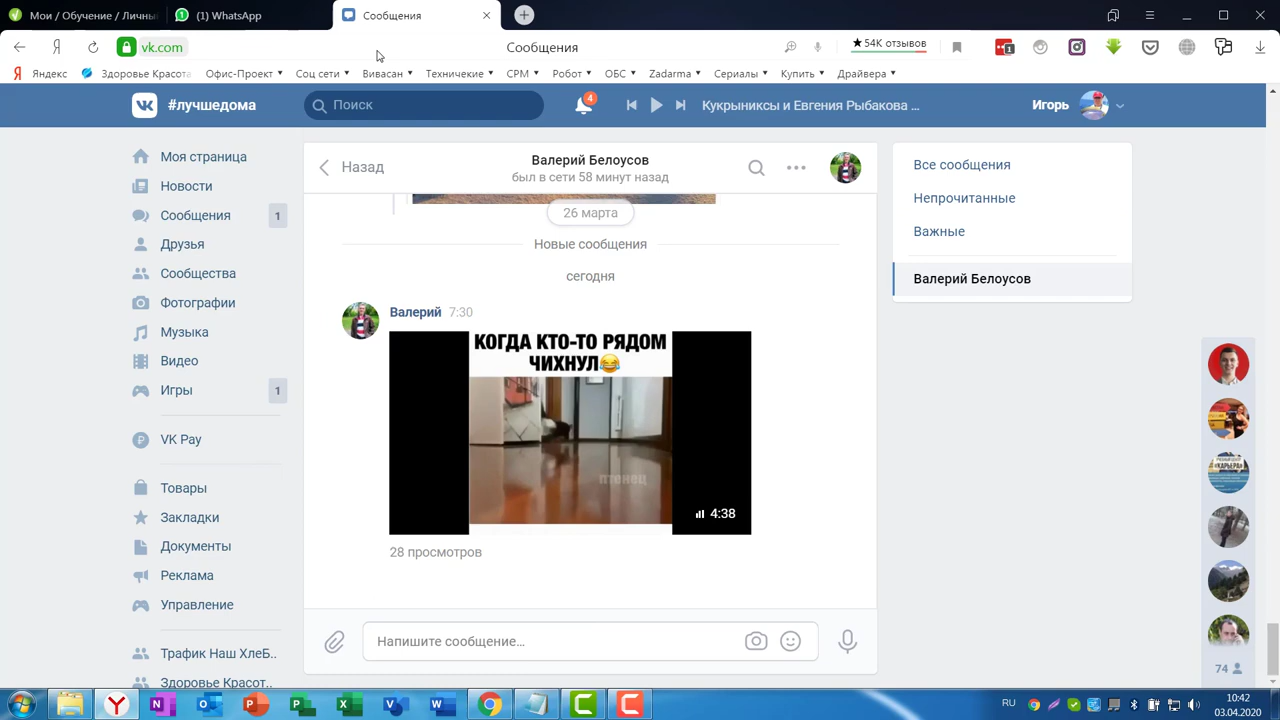 Мои / Обучение / Личны
(175) WhatsApp
Сообщения
vk.com
Сообщения
★54K отзывов
1
Яндекс
Здоровье Красота
Офис-Проект
Соц сети
Вивасан
Технические
СРМ
Робот
ОБС
Zadarma
Сериалы
Купить
Драйвера
#лучшедома
Поиск
4
Кукрыниксы и Евгения Рыбакова ...
Игорь
Моя страница
Новости
Сообщения 1
Друзья
Сообщества
Фотографии
Музыка
Видео
Игры 1
VK Pay
Товары
Закладки
Документы
Реклама
Управление
Трафик Наш ХлеБ..
Здоровье Красот..
Назад
Валерий Белоусов
был в сети 58 минут назад
26 марта
Новые сообщения
сегодня
Валерий 7:30
КОГДА КТО-ТО РЯДОМ
ЧИХНУЛ😂
птонец
4:38
28 просмотров
Напишите сообщение...
Все сообщения
Непрочитанные
Важные
Валерий Белоусов
«КАРЬЕРА»
74
RU
10:42
03.04.2020